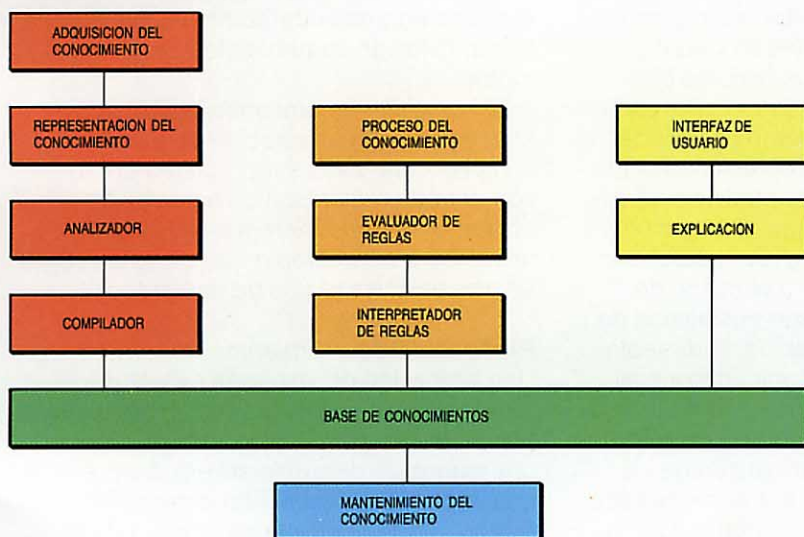 ADQUISICION DEL
CONOCIMIENTO
REPRESENTACION DEL
CONOCIMIENTO
PROCESO DEL
CONOCIMIENTO
INTERFAZ DE
USUARIO
ANALIZADOR
EVALUADOR DE
REGLAS
EXPLICACION
COMPILADOR
INTERPRETADOR
DE REGLAS
BASE DE CONOCIMIENTOS
MANTENIMIENTO DEL
CONOCIMIENTO